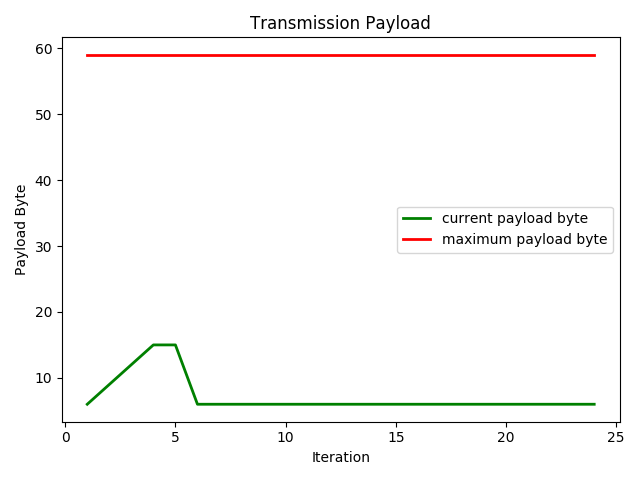 Transmission Payload
60
50
40
30
20
10
Payload Byte
current payload byte
maximum payload byte
0 5 10 15 20 25
Iteration